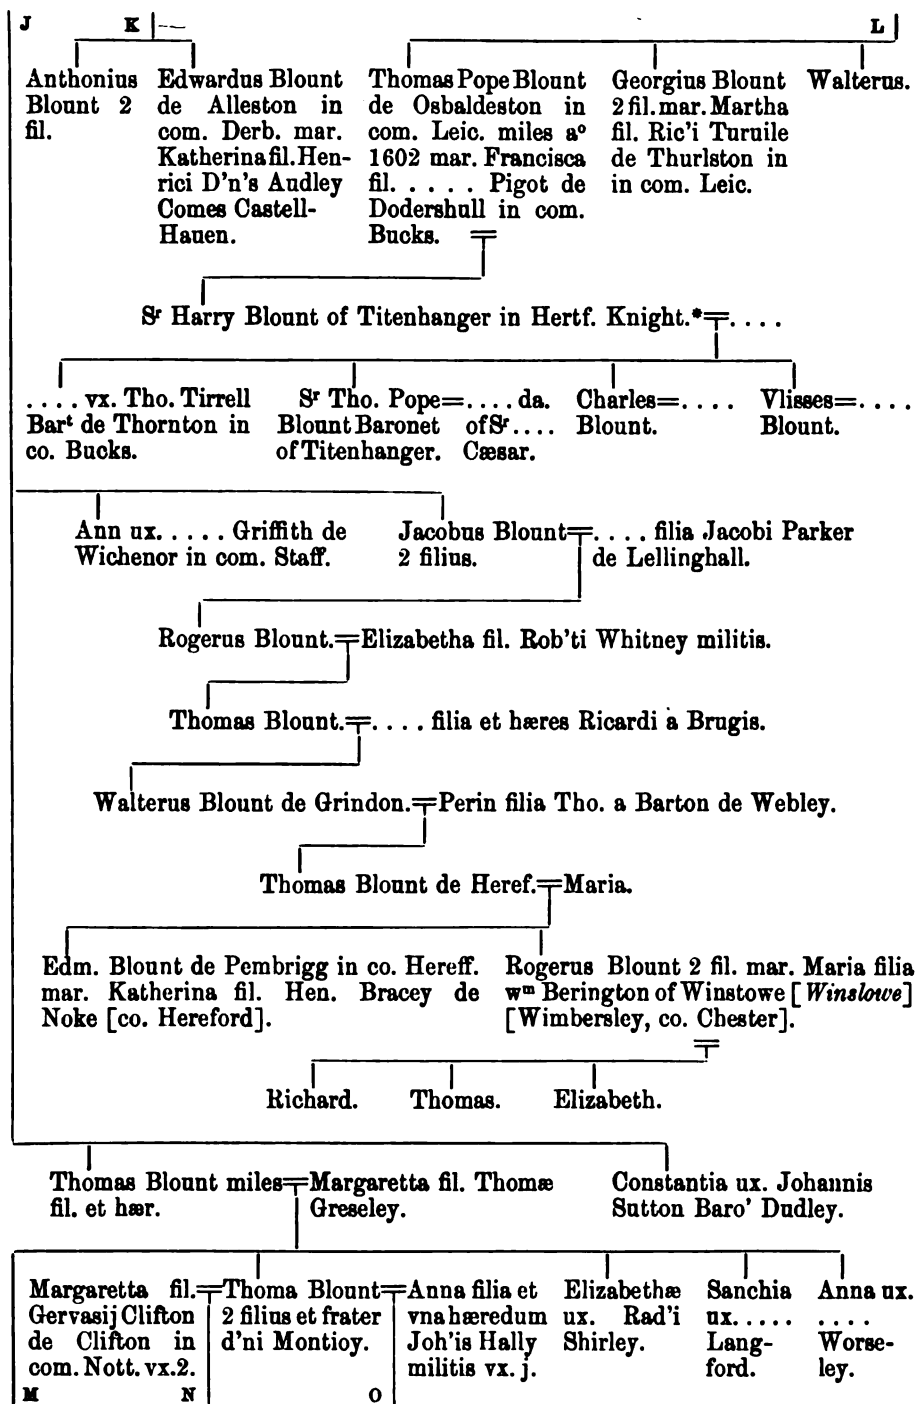 J K L
Anthonius
Blount 2
fil.
Edwardus Blount
de Alleston in
com. Derb. mar.
Katherina fil. Hen-
rici D'n's Audley
Comes Castell-
Hauen.
Thomas Pope Blount
de Osbaldeston in
com. Leic. miles aº
1602 mar. Francisca
fil. . . . . . Pigot de
Dodershull in com.
Bucks.
Georgius Blount
2 fil. mar. Martha
fil. Ric'i Turuile
de Thurlston in
in com. Leic.
Walterus.
Sr Harry Blount of Titenhanger in Hertf. Knight.* = . . . .
. . . . vx. Tho. Tirrell
Bart de Thornton in
co. Bucks.
Sr Tho. Pope = . . . . da.
Blount Baronet of Sr . . . .
of Titenhanger. Cæsar.
Charles = . . . .
Blount.
Vlisses = . . . .
Blount.
Ann ux. . . . . Griffith de
Wichenor in com. Staff.
Jacobus Blount = . . . . filia Jacobi Parker
2 filius. de Lellinghall.
Rogerus Blount. = Elizabetha fil. Rob'ti Whitney militis.
Thomas Blount. = . . . . filia et hæres Ricardi à Brugis.
Walterus Blount de Grindon. = Perin filia Tho. a Barton de Webley.
Thomas Blount de Heref. = Maria.
Edm. Blount de Pembrigg in co. Hereff.
mar. Katherina fil. Hen. Bracey de
Noke [co. Hereford].
Rogerus Blount 2 fil. mar. Maria filia
wm Berington of Winstowe [Winslowe]
[Wimbersley, co. Chester].
Richard. Thomas. Elizabeth.
Thomas Blount miles = Margaretta fil. Thomæ
fil. et hær. Greseley.
Constantia ux. Johannis
Sutton Baro' Dudley.
Margaretta fil.
Gervasij Clifton
de Clifton in
com. Nott. vx. 2.
Thoma Blount
2 filius et frater
d'ni Montioy.
Anna filia et
vna hæredum
Joh'is Hally
militis vx. j.
Elizabethæ
ux. Rad'i
Shirley.
Sanchia
ux. . . . .
Lang-
ford.
Anna ux.
. . . .
Worse-
ley.
M N O